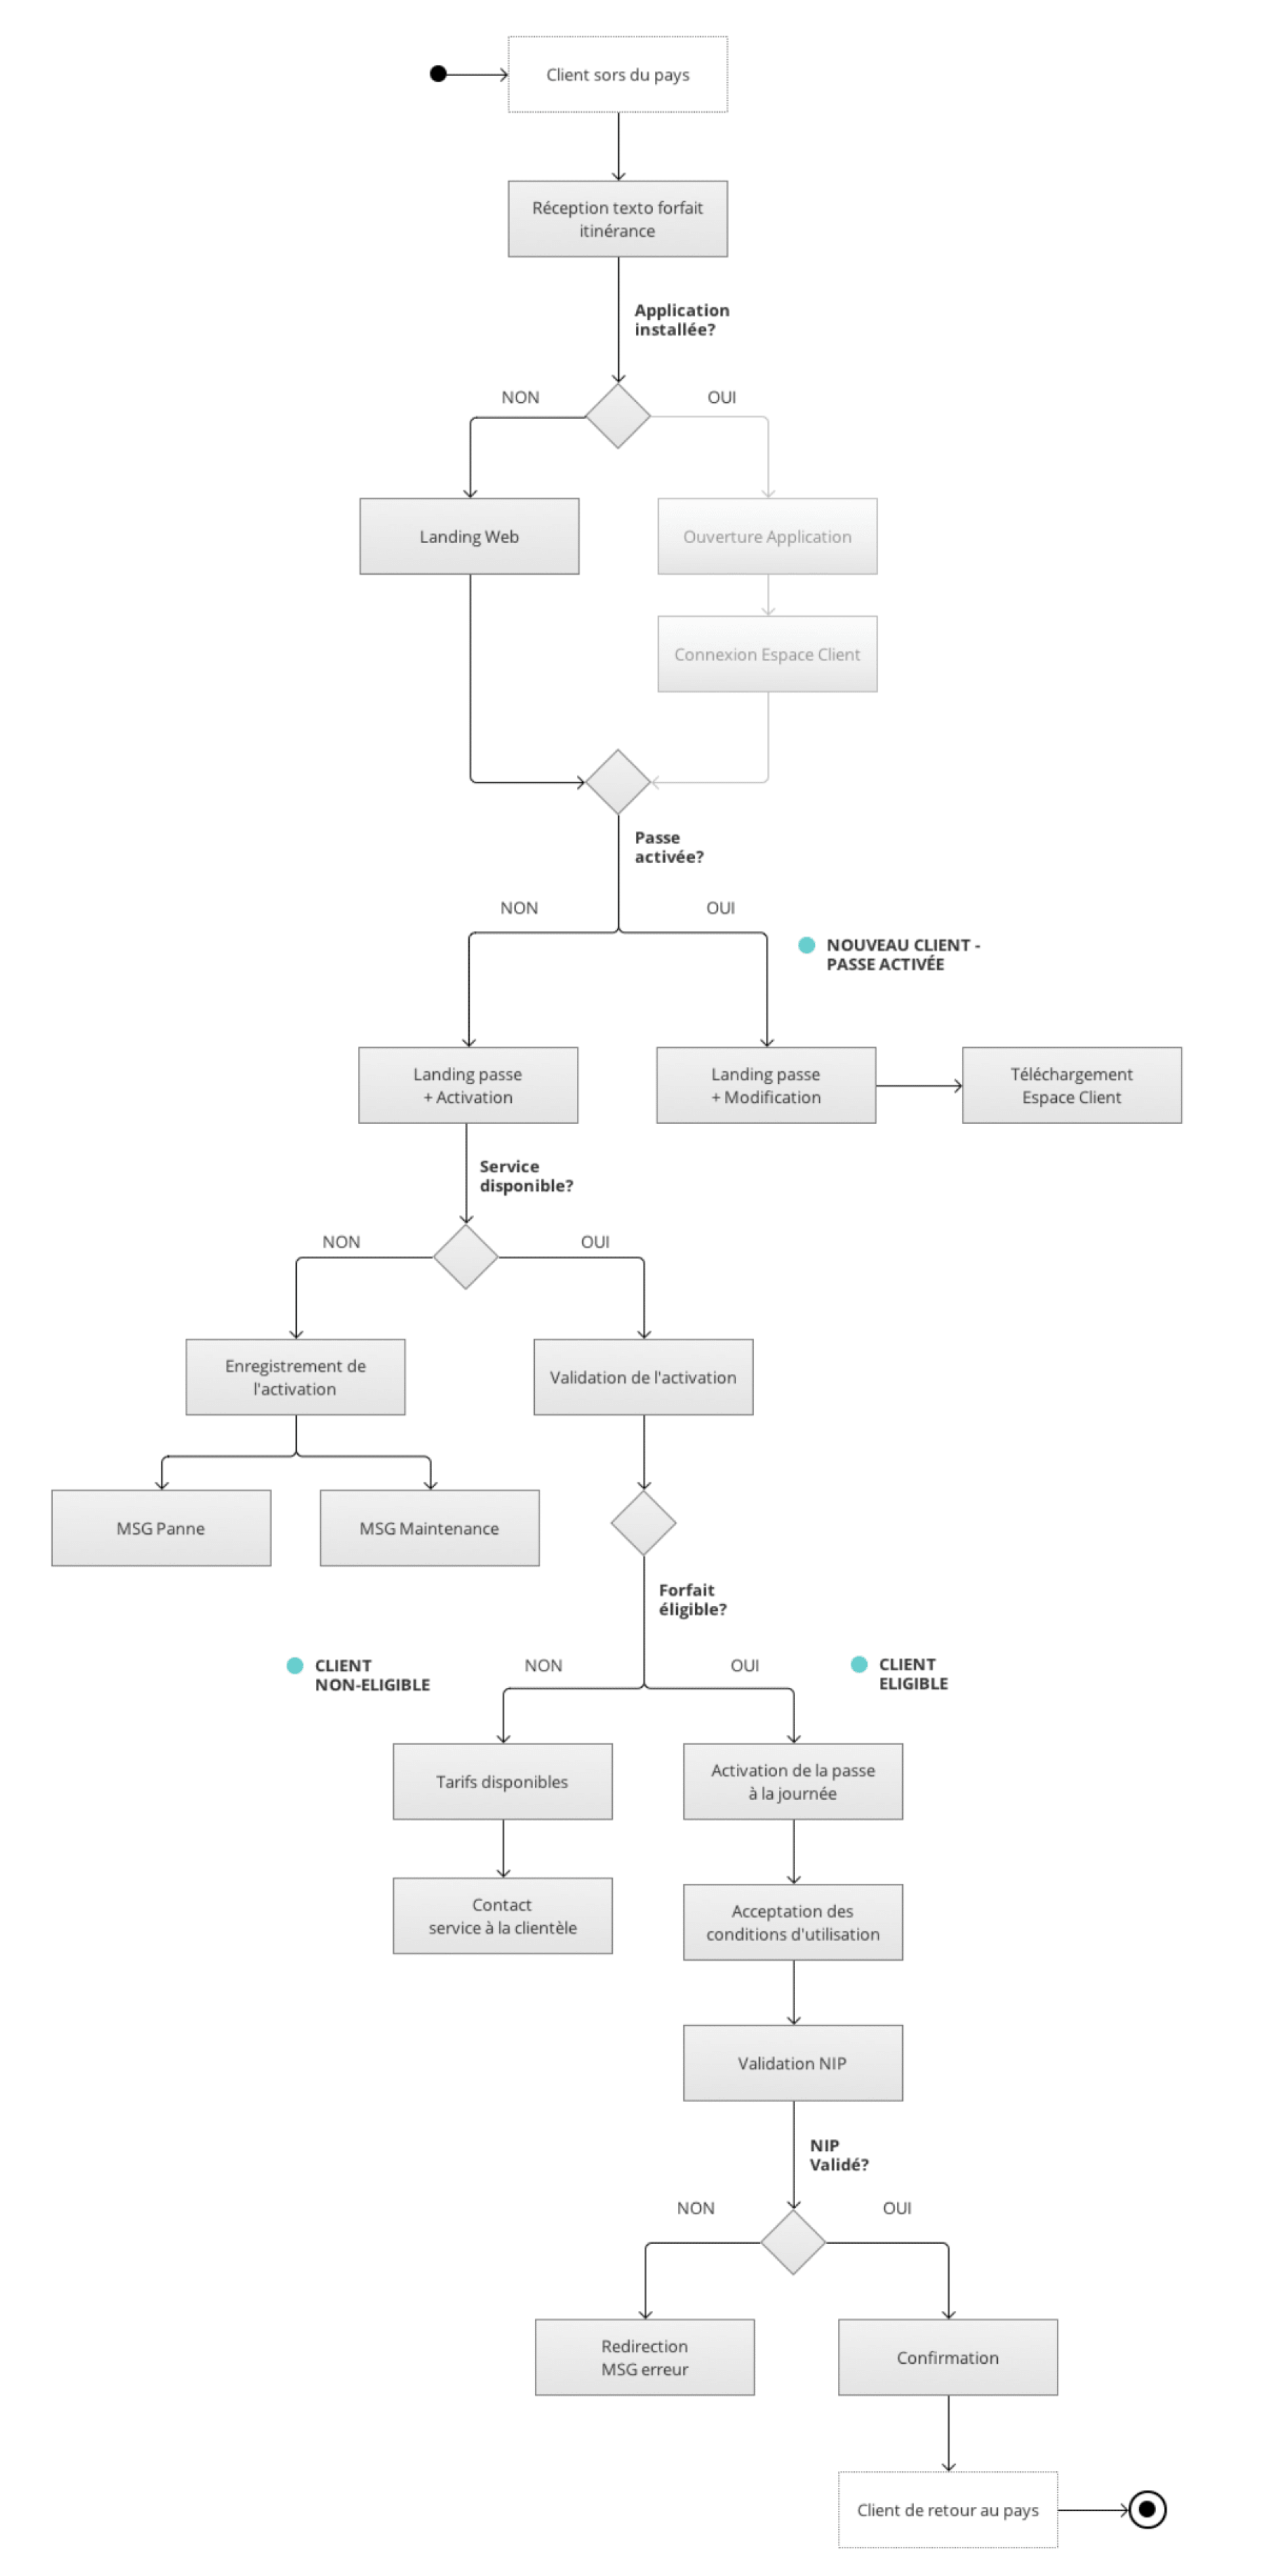 Client sors du pays
Réception texto forfait
itinérance
Application
installée?
NON
OUI
Landing Web
Ouverture Application
Connexion Espace Client
Passe
activée?
NON
OUI
NOUVEAU CLIENT -
PASSE ACTIVÉE
Landing passe
+ Activation
Landing passe
+ Modification
Téléchargement
Espace Client
Service
disponible?
NON
OUI
Enregistrement de
l'activation
Validation de l'activation
MSG Panne
MSG Maintenance
Forfait
éligible?
CLIENT
NON-ELIGIBLE
NON
OUI
CLIENT
ELIGIBLE
Tarifs disponibles
Activation de la passe
à la journée
Contact
service à la clientèle
Acceptation des
conditions d'utilisation
Validation NIP
NIP
Validé?
NON
OUI
Redirection
MSG erreur
Confirmation
Client de retour au pays